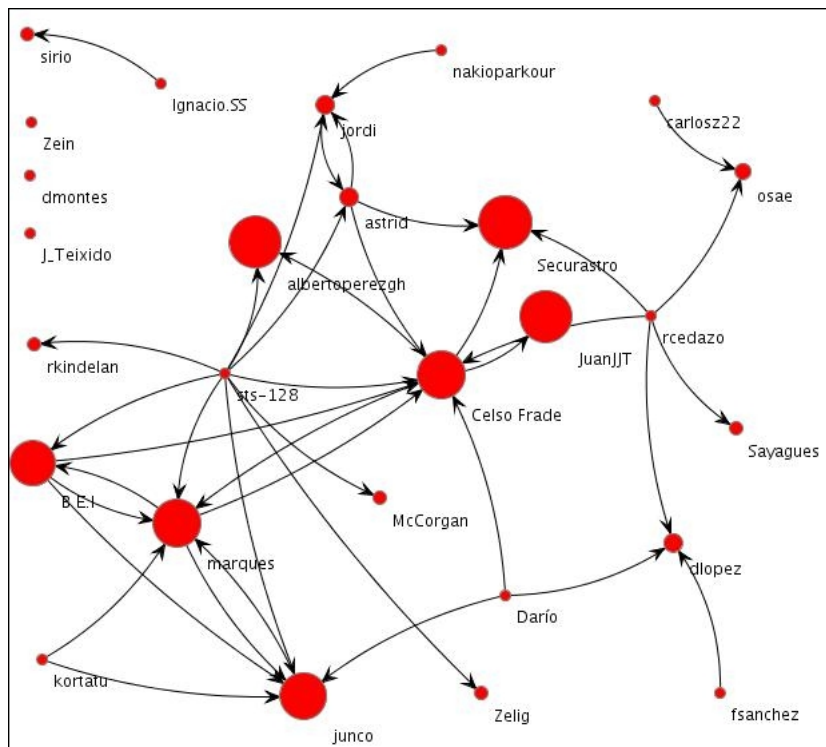 sirio
Ignacio.SS
nakioparkour
Zein
jordi
carlosz22
dmontes
astrid
osae
J_Teixido
Securastro
albertoperezgh
rkindelan
sts-128
JuanJJT
rcedazo
Celso Frade
B.E.I
McCorgan
Sayagues
marques
dlopez
Darío
kortatu
junco
Zelig
fsanchez